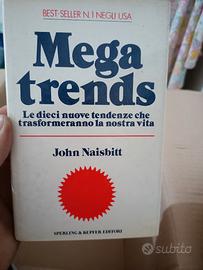 BEST-SELLER N. 1 NEGLI USA
Mega
trends
Le dieci nuove tendenze che
trasformeranno la nostra vita
John Naisbitt
SPERLING & KUPFER EDITORI
subito